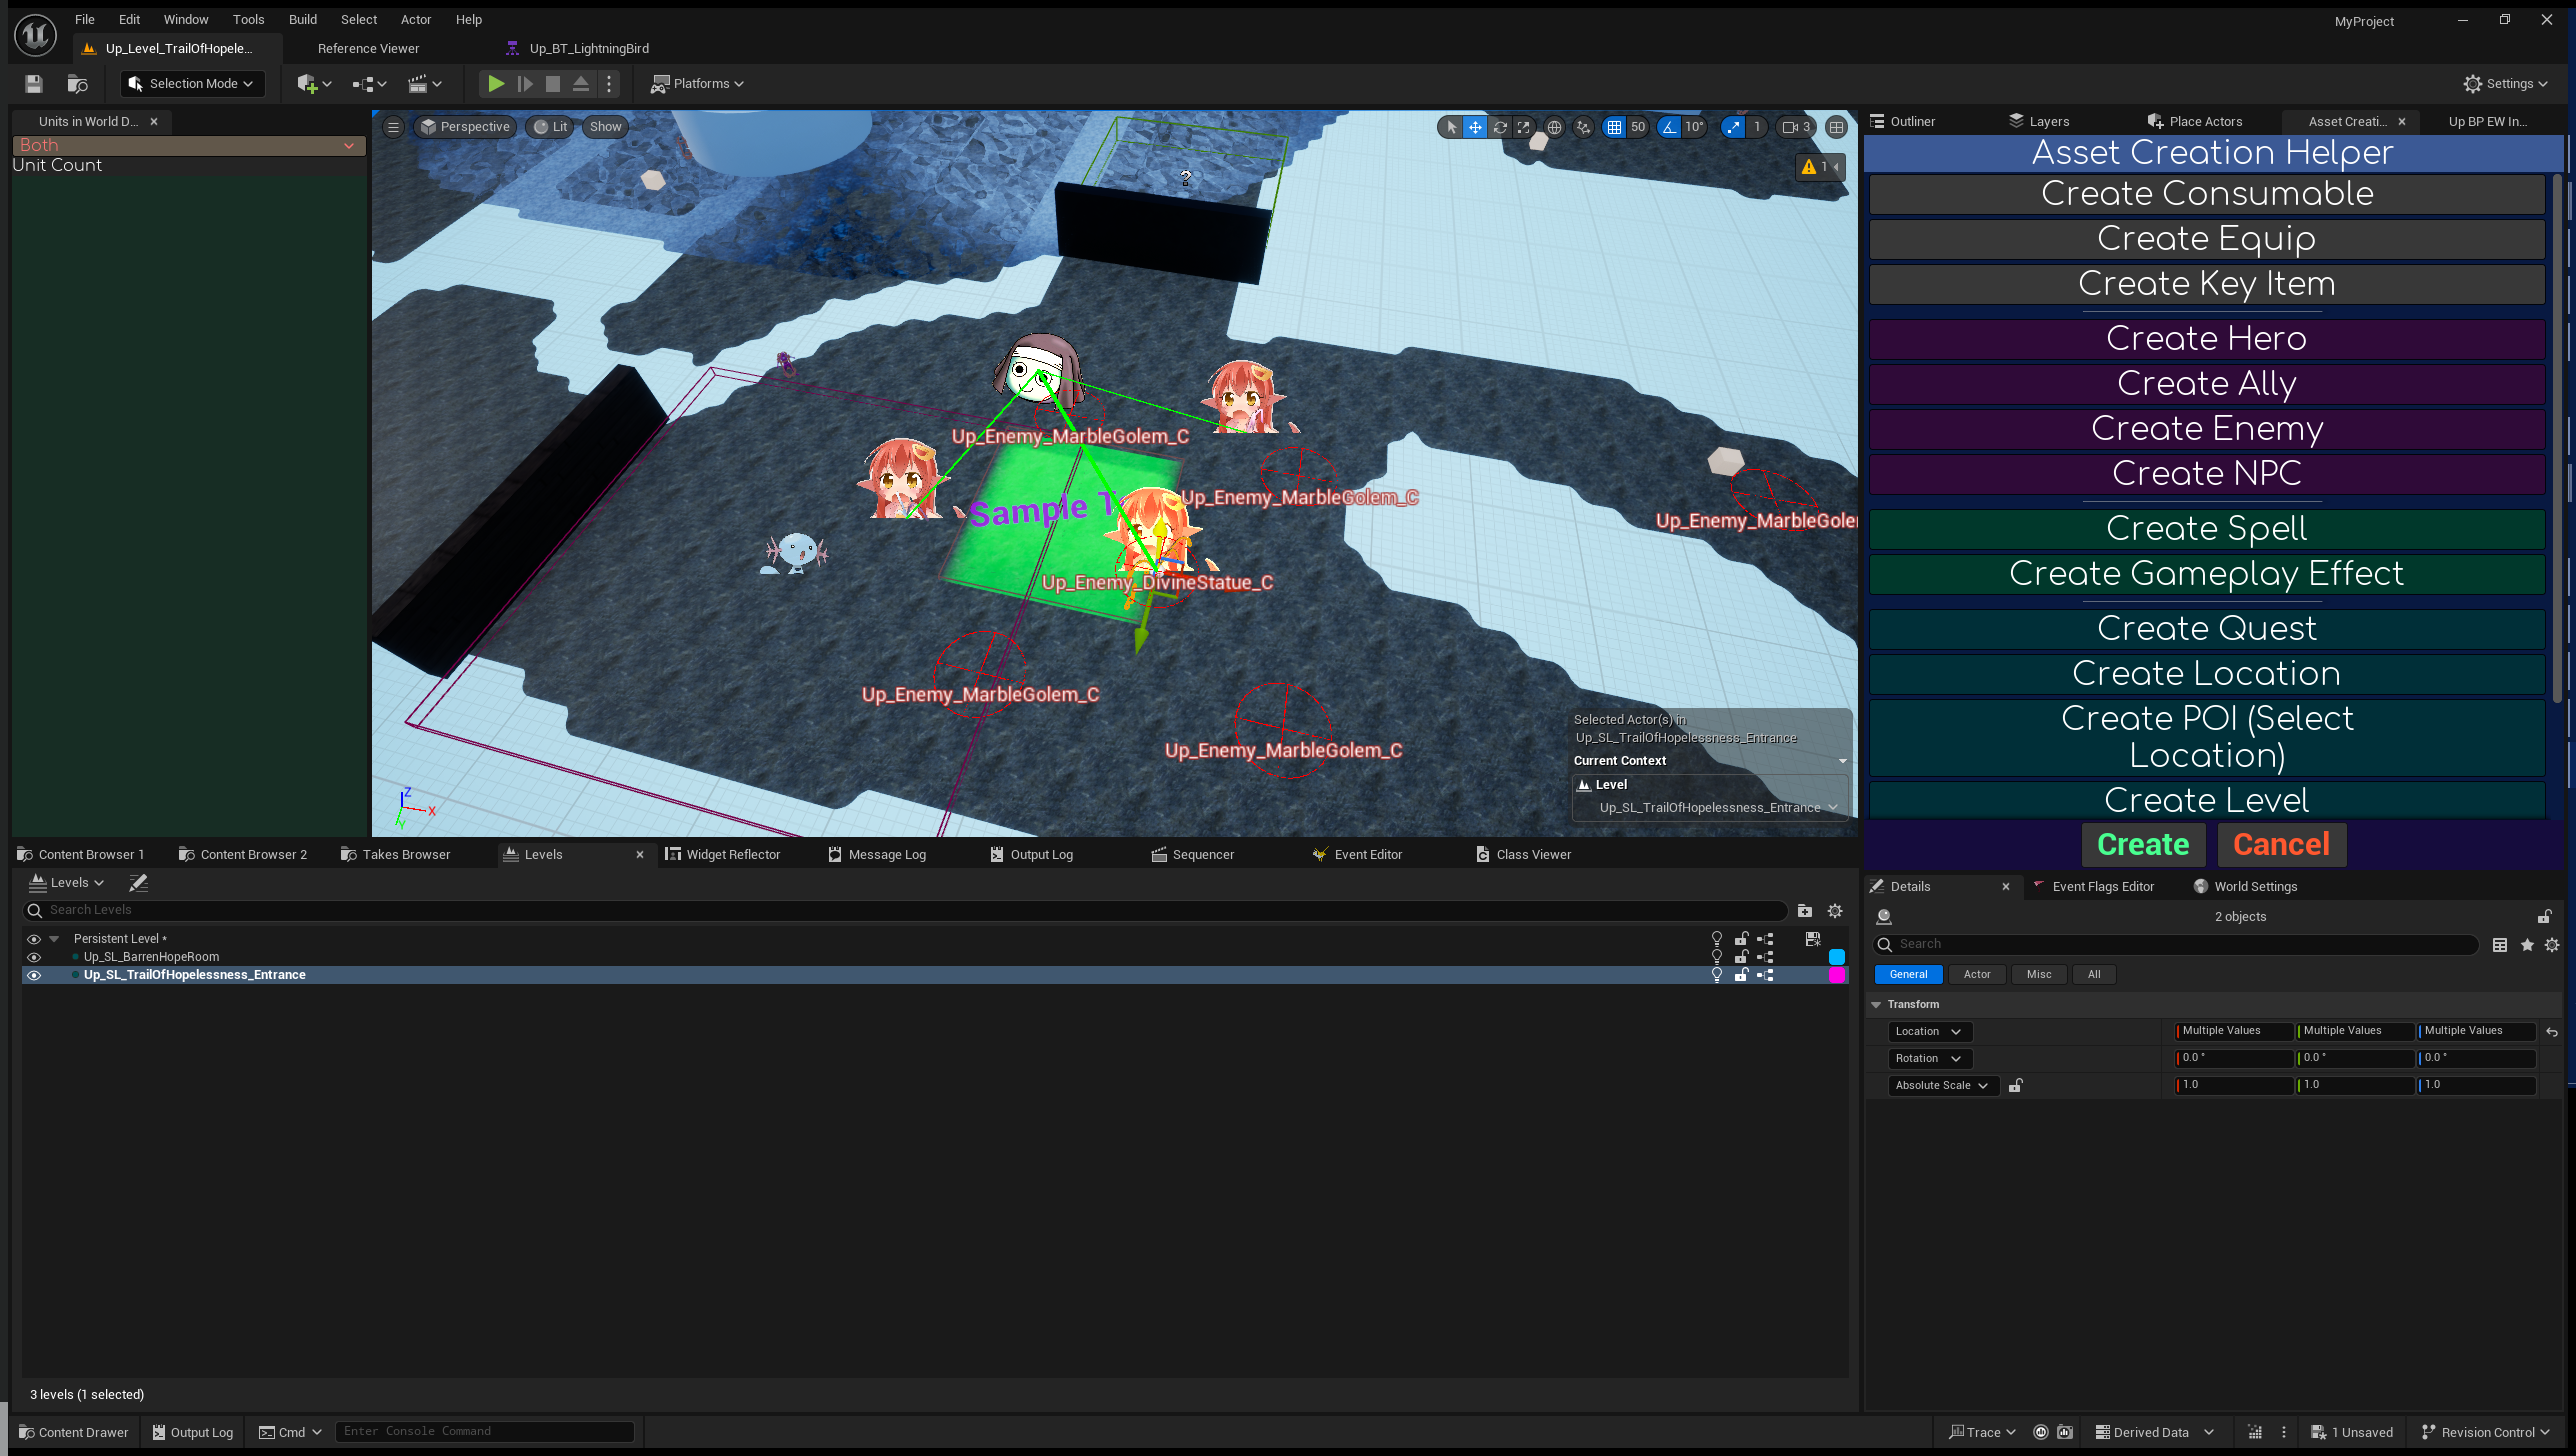 File Edit Window Tools Build Select Actor Help
MyProject
Up_Level_TrailOfHopele... Reference Viewer Up_BT_LightningBird
Selection Mode Platforms Settings
Units in World D...
Both
Unit Count
Perspective Lit Show
50 10° 1 3
1
?
Up_Enemy_MarbleGolem_C
Up_Enemy_MarbleGolem_C
Sample T
Up_Enemy_MarbleGolem
Up_Enemy_DivineStatue_C
Up_Enemy_MarbleGolem_C
Up_Enemy_MarbleGolem_C
Selected Actor(s) in
Up_SL_TrailOfHopelessness_Entrance
Current Context
Level
Up_SL_TrailOfHopelessness_Entrance
Z X Y
Outliner Layers Place Actors Asset Creati... Up BP EW In...
Asset Creation Helper
Create Consumable
Create Equip
Create Key Item
Create Hero
Create Ally
Create Enemy
Create NPC
Create Spell
Create Gameplay Effect
Create Quest
Create Location
Create POI (Select
Location)
Create Level
Create Cancel
Content Browser 1 Content Browser 2 Takes Browser Levels Widget Reflector Message Log Output Log Sequencer Event Editor Class Viewer
Levels
Search Levels
Persistent Level *
Up_SL_BarrenHopeRoom
Up_SL_TrailOfHopelessness_Entrance
3 levels (1 selected)
Details Event Flags Editor World Settings
2 objects
Search
General Actor Misc All
Transform
Location Multiple Values Multiple Values Multiple Values
Rotation 0.0 ° 0.0 ° 0.0 °
Absolute Scale 1.0 1.0 1.0
Content Drawer Output Log Cmd Enter Console Command Trace Derived Data 1 Unsaved Revision Control